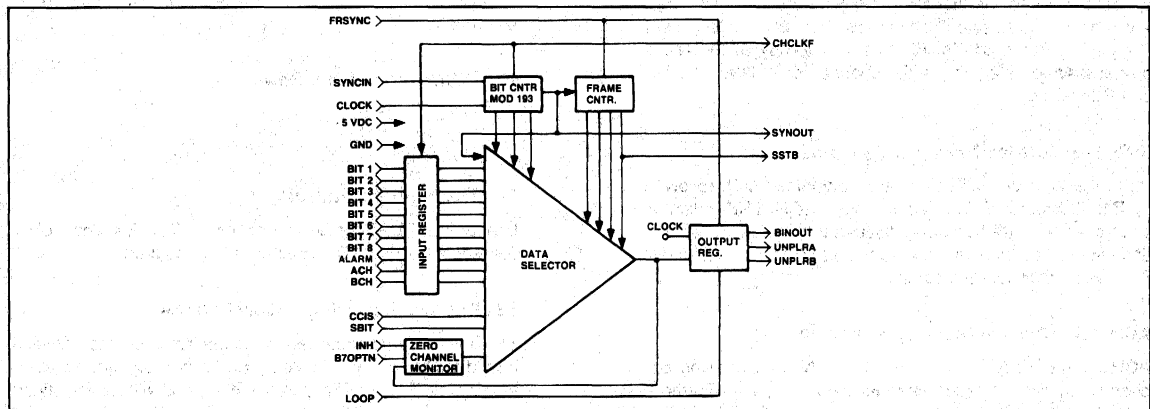 FRSYNC
CHCLKF
SYNCIN
BIT CNTR
MOD 193
FRAME
CNTR.
CLOCK
5 VDC
SYNOUT
GND
SSTB
BIT 1
BIT 2
BIT 3
BIT 4
BIT 5
BIT 6
BIT 7
BIT 8
ALARM
ACH
BCH
INPUT REGISTER
DATA
SELECTOR
CLOCK
OUTPUT
REG.
BINOUT
UNPLRA
UNPLRB
CCIS
SBIT
INH
B7OPTN
ZERO
CHANNEL
MONITOR
LOOP